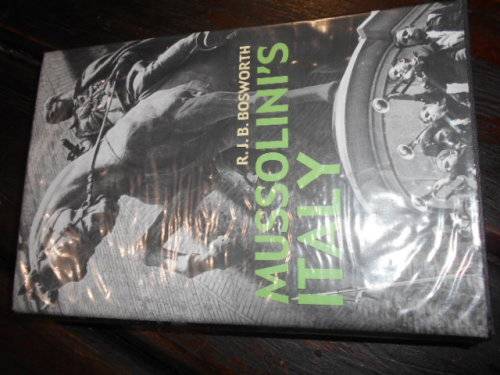 R. J. B. BOSWORTH
MUSSOLINI'S
ITALY